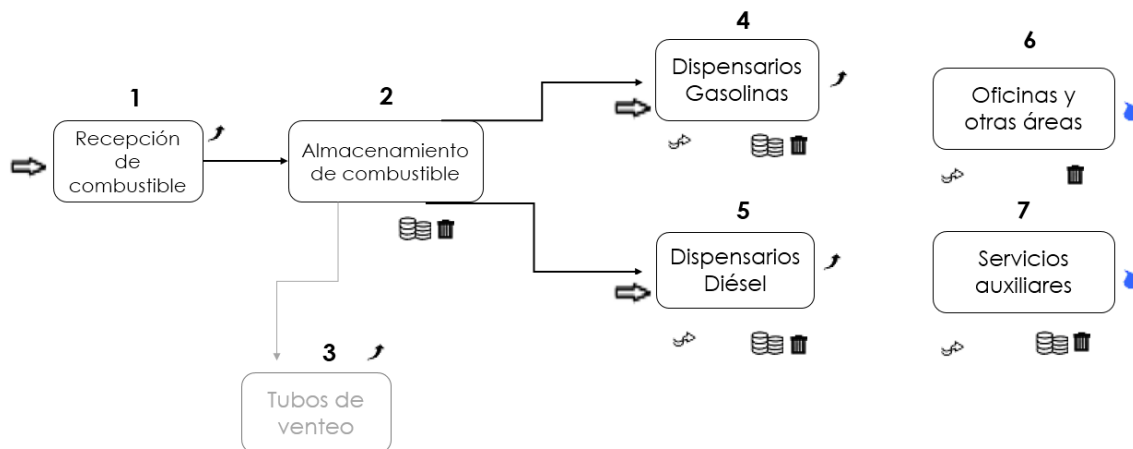 1
Recepción
de
combustible
2
Almacenamiento
de combustible
3
Tubos de
venteo
4
Dispensarios
Gasolinas
5
Dispensarios
Diésel
6
Oficinas y
otras áreas
7
Servicios
auxiliares